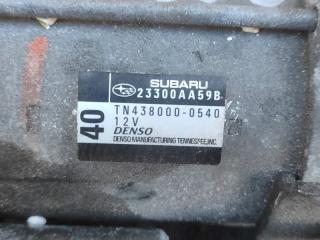 SUBARU
23300AA59B
40
TN438000-0540
12V
DENSO
DENSO MANUFACTURING TENNESSEE,INC.